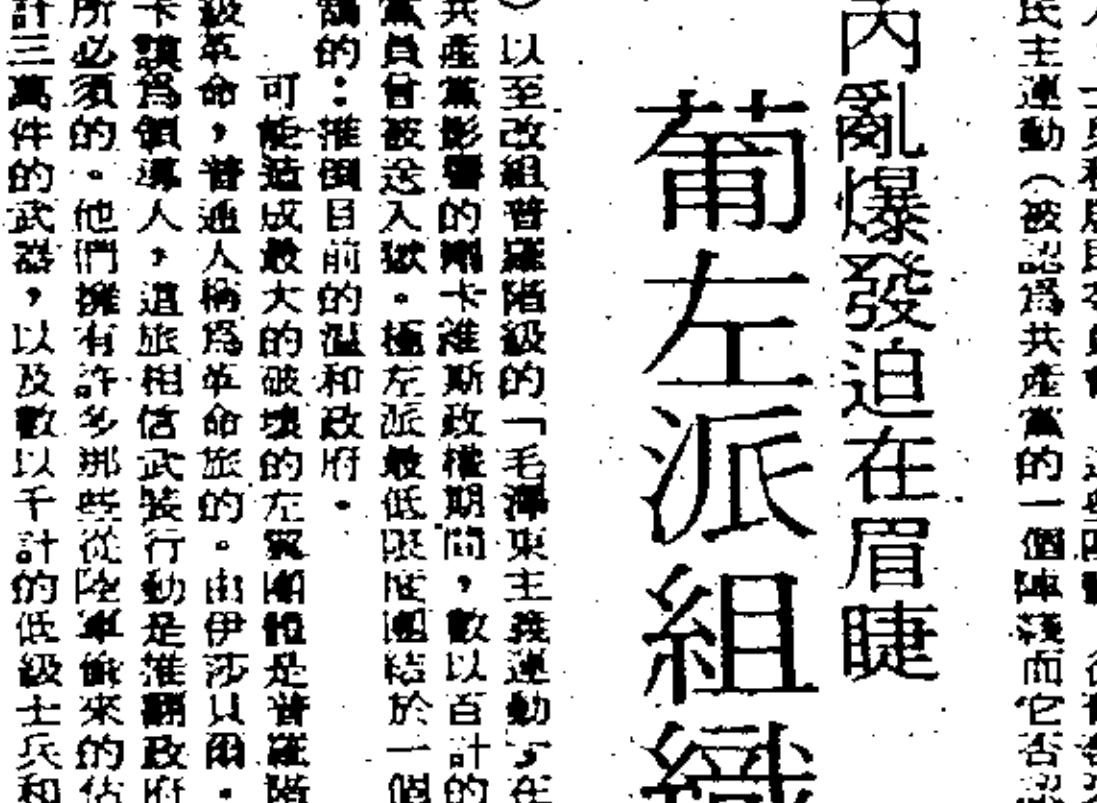 民主運動(被認爲共產黨的一個陣綫而它否認
內亂爆發迫在眉睫
葡左派組織
)以至改組普羅階級的「毛澤東主義運動」在
共產黨影響的剛卡維斯政權期間,數以百計的
黨員曾被送入獄。極左派最低限度團結於一個
的:推倒目前的溫和政府。
可能造成最大的破壞的左翼團體是普羅階
級革命,普通人稱爲革命旅的。由伊莎貝爾.
卡讓爲領導人,這旅相信武裝行動是推翻政府
所必須的。他們擁有許多那些從陸軍偷來的估
計三萬件的武器,以及數以千計的低級士兵和